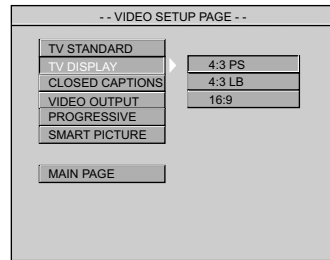 - - VIDEO SETUP PAGE - -
TV STANDARD
TV DISPLAY
CLOSED CAPTIONS
VIDEO OUTPUT
PROGRESSIVE
SMART PICTURE
MAIN PAGE
4:3 PS
4:3 LB
16:9